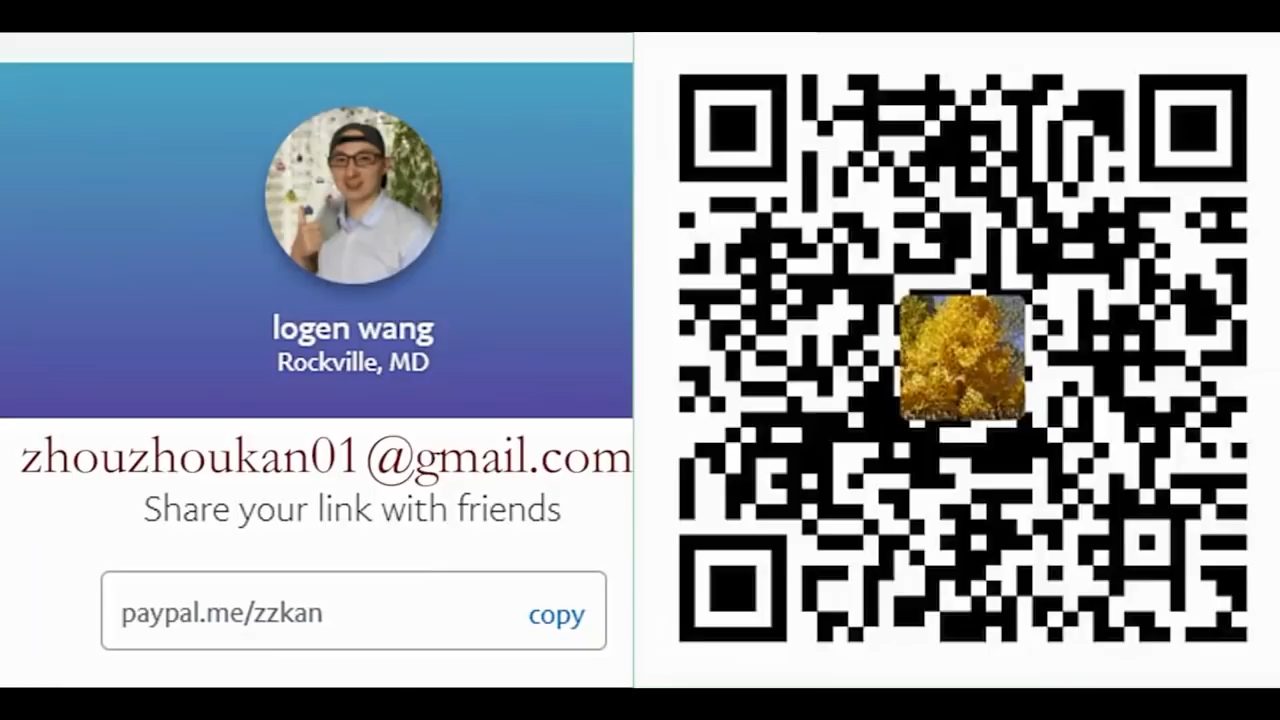 logen wang
Rockville, MD
zhouzhoukan01@gmail.com
Share your link with friends
paypal.me/zzkan
copy